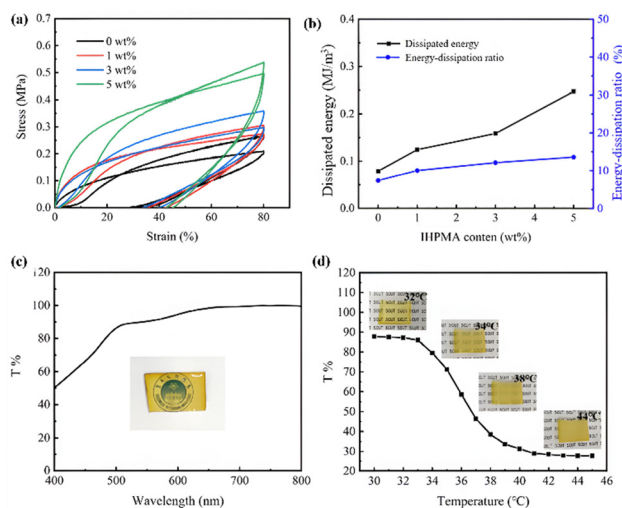 (a)
0 wt%
1 wt%
3 wt%
5 wt%
Stress (MPa)
0.7
0.6
0.5
0.4
0.3
0.2
0.1
0.0
0 20 40 60 80 100
Strain (%)
(b)
Dissipated energy
Energy-dissipation ratio
Dissipated energy (MJ/m³)
0.4
0.3
0.2
0.1
0.0
Energy-dissipation ratio (%)
50
40
30
20
10
0
0 1 2 3 4 5
IHPMA conten (wt%)
(c)
T %
120
100
80
60
40
20
0
400 500 600 700 800
Wavelength (nm)
(d)
T %
120
110
100
90
80
70
60
50
40
30
20
32°C
34°C
38°C
44°C
30 32 34 36 38 40 42 44 46
Temperature (°C)